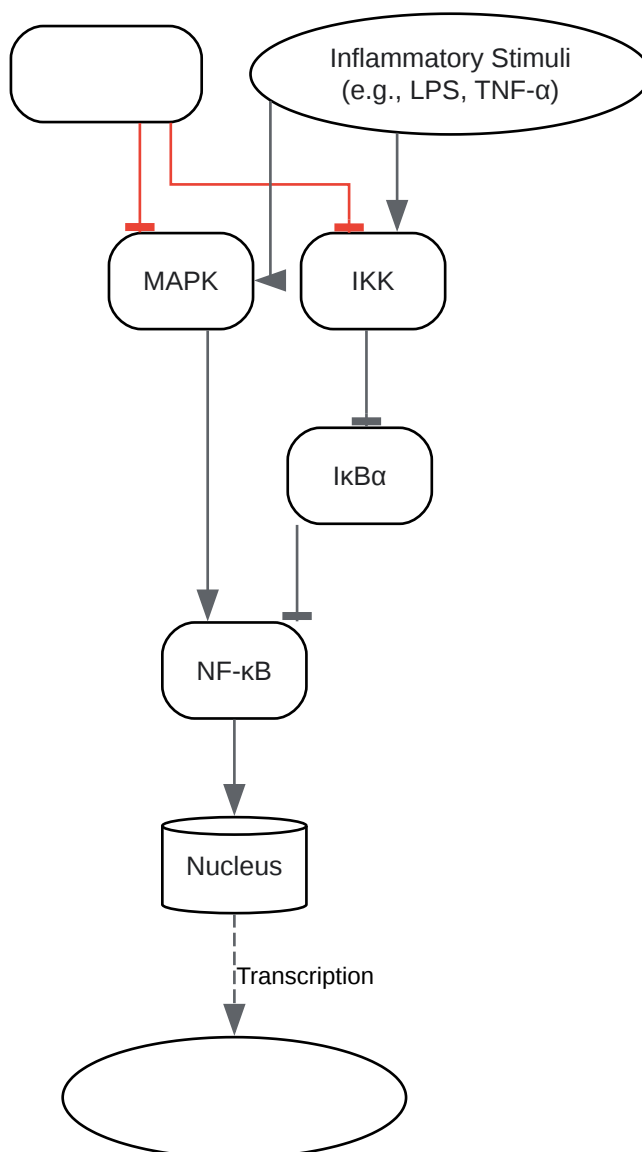 Inflammatory Stimuli
(e.g., LPS, TNF-α)
MAPK
IKK
IκBα
NF-κB
Nucleus
Transcription